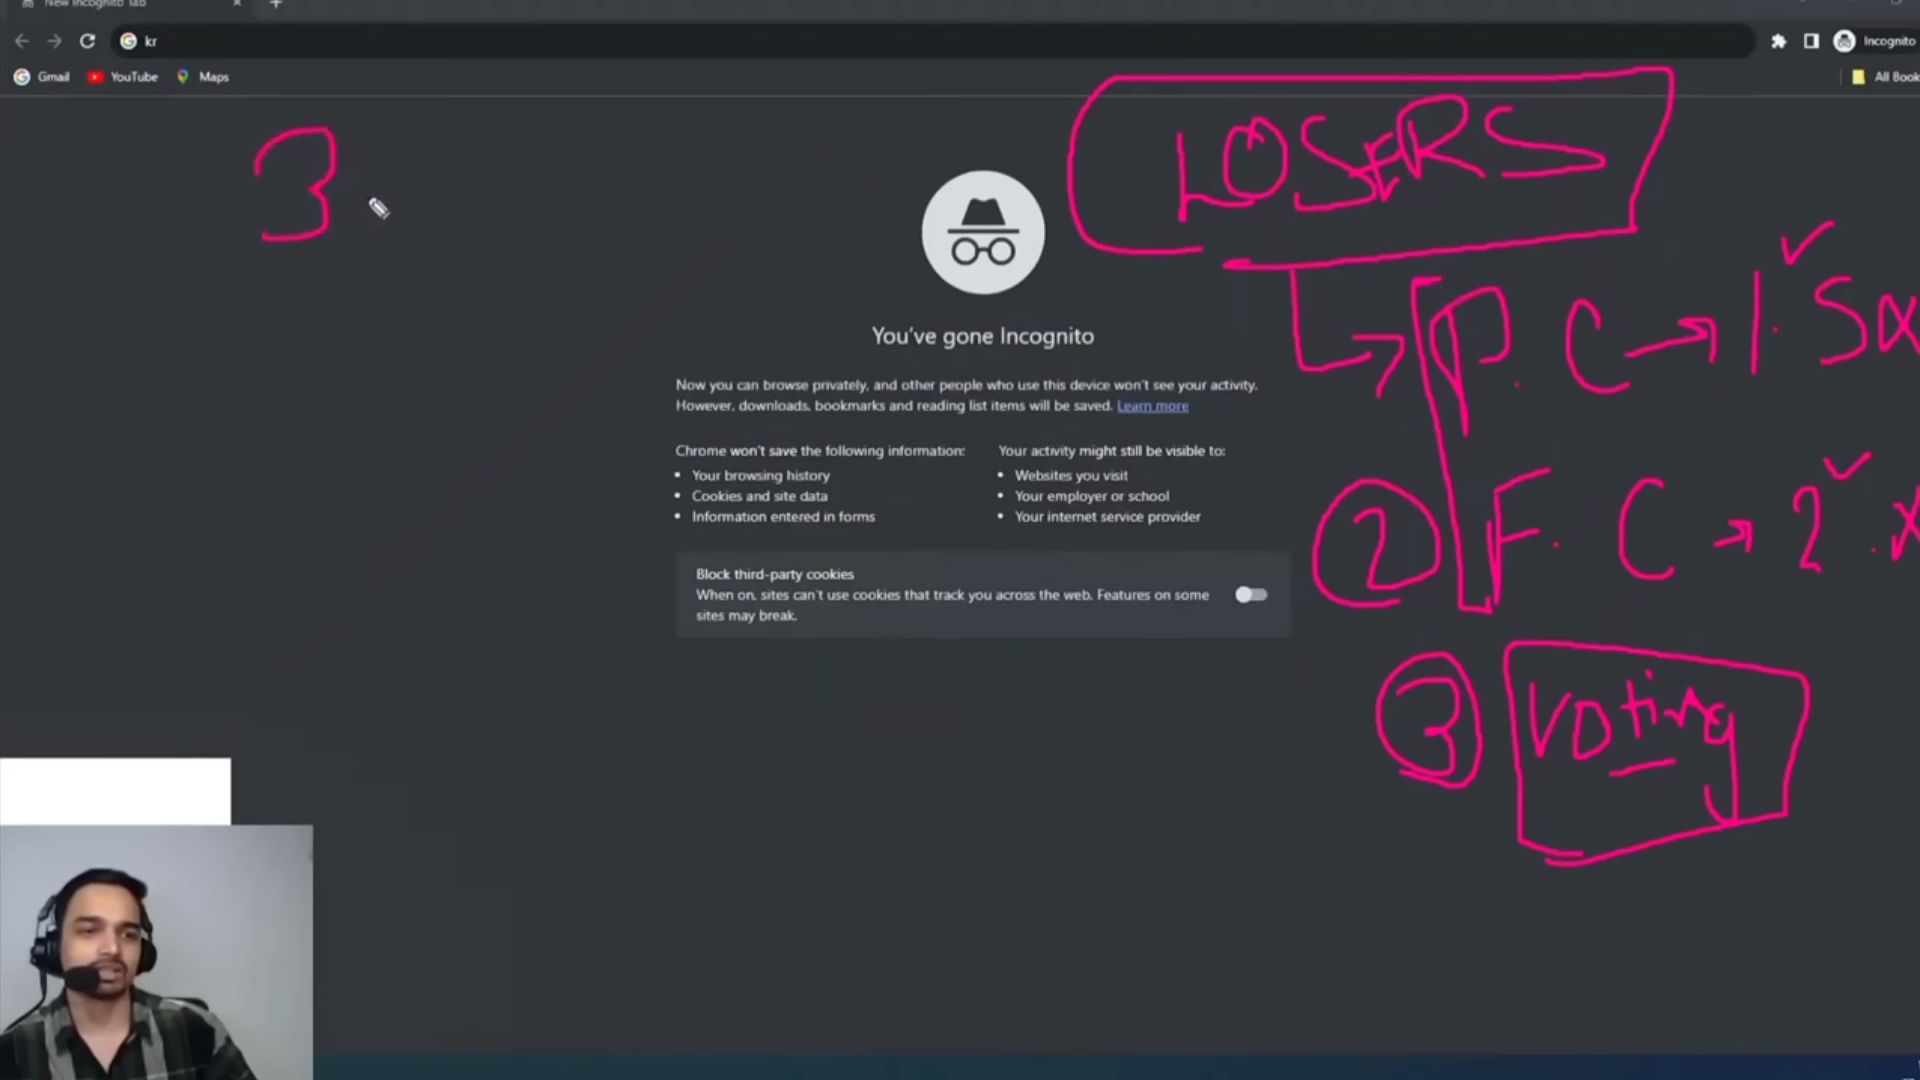 New Incognito Tab
kr
Incognito
Gmail
YouTube
Maps
All Book
3
LOSERS
P. C → 1.5x
2 F. C → 2.x
3 voting
You've gone Incognito
Now you can browse privately, and other people who use this device won't see your activity.
However, downloads, bookmarks and reading list items will be saved. Learn more
Chrome won't save the following information:
• Your browsing history
• Cookies and site data
• Information entered in forms
Your activity might still be visible to:
• Websites you visit
• Your employer or school
• Your internet service provider
Block third-party cookies
When on, sites can't use cookies that track you across the web. Features on some
sites may break.